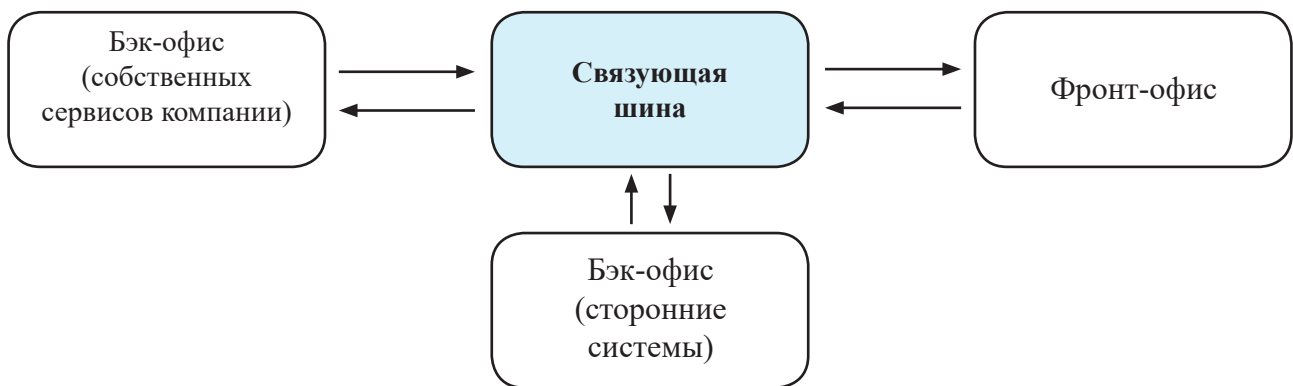 Бэк-офис
(собственных
сервисов компании)
Связующая
шина
Фронт-офис
Бэк-офис
(сторонние
системы)